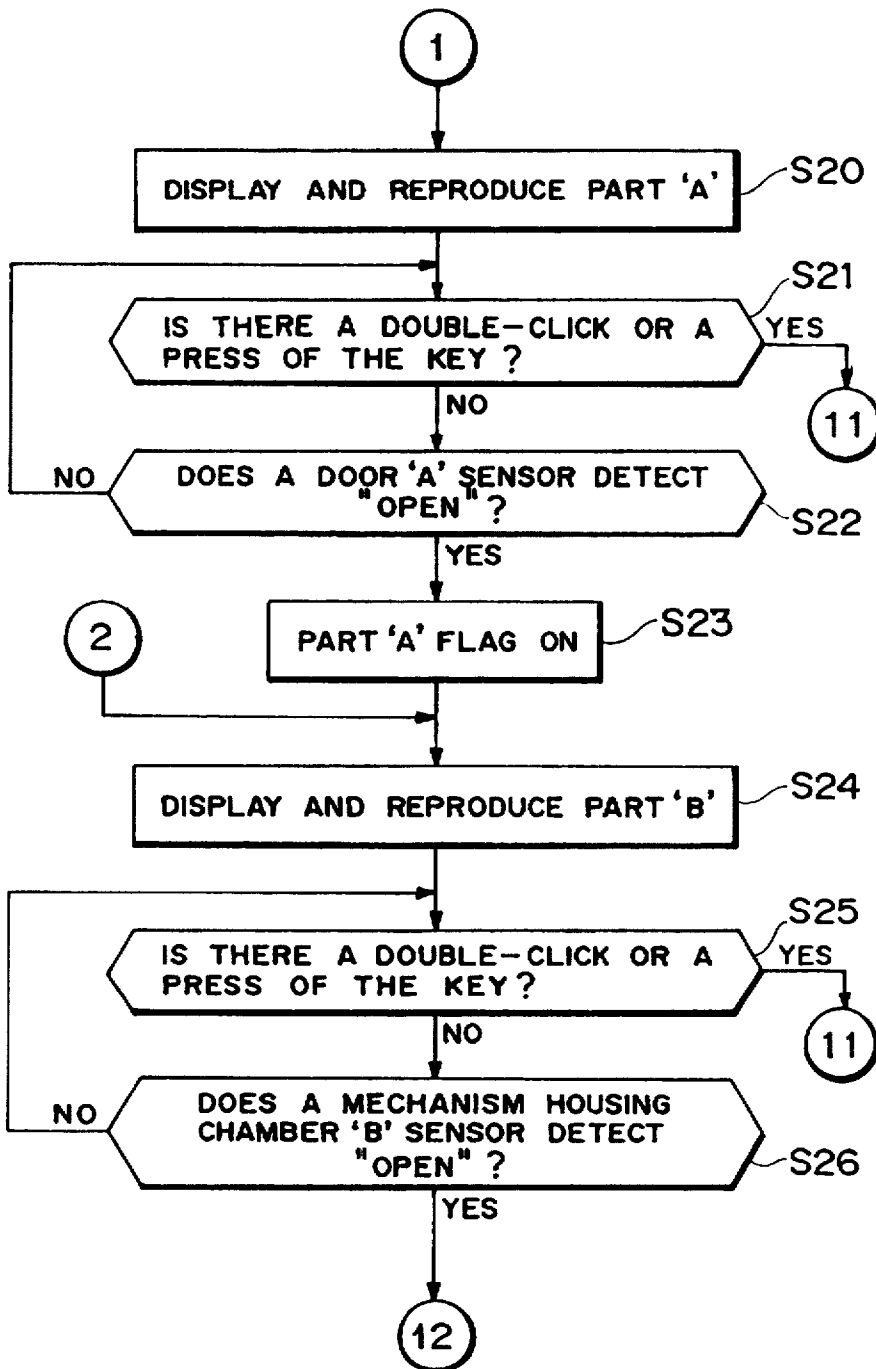 1
DISPLAY AND REPRODUCE PART 'A'
S20
S21
IS THERE A DOUBLE-CLICK OR A
PRESS OF THE KEY ?
YES
11
NO
DOES A DOOR 'A' SENSOR DETECT
"OPEN" ?
NO
S22
YES
2
PART 'A' FLAG ON
S23
DISPLAY AND REPRODUCE PART 'B'
S24
S25
IS THERE A DOUBLE-CLICK OR A
PRESS OF THE KEY ?
YES
11
NO
DOES A MECHANISM HOUSING
CHAMBER 'B' SENSOR DETECT
"OPEN" ?
NO
S26
YES
12